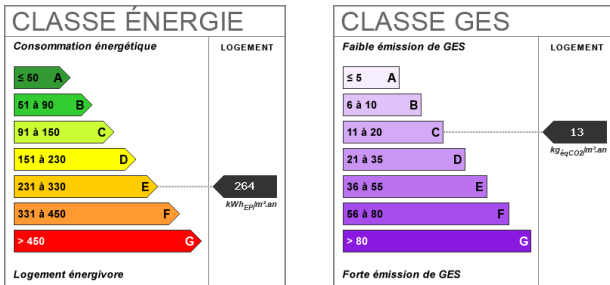 CLASSE ÉNERGIE
Consommation énergétique
LOGEMENT
≤ 50 A
51 à 90 B
91 à 150 C
151 à 230 D
231 à 330 E
264
kWhEP/m².an
331 à 450 F
> 450 G
Logement énergivore
CLASSE GES
Faible émission de GES
LOGEMENT
≤ 5 A
6 à 10 B
11 à 20 C
13
kgéqCO2/m².an
21 à 35 D
36 à 55 E
56 à 80 F
> 80 G
Forte émission de GES